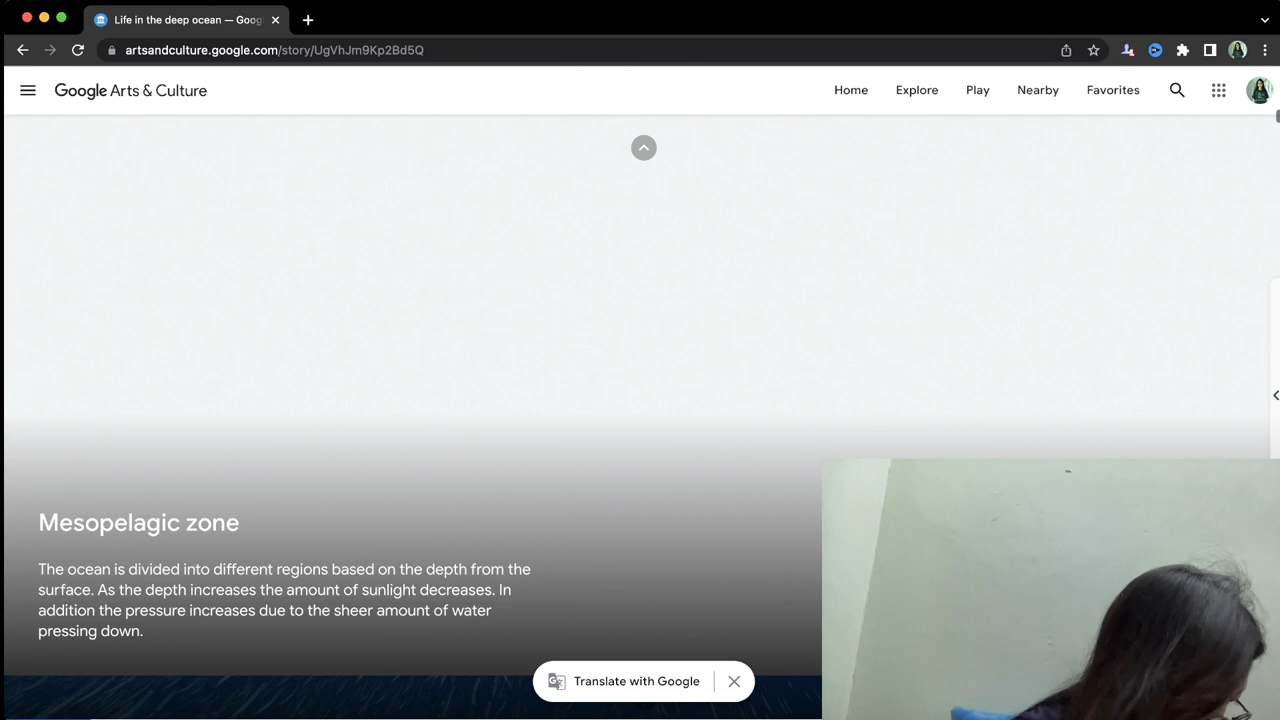 Life in the deep ocean — Goog
artsandculture.google.com/story/UgVhJm9Kp2Bd5Q
Google Arts & Culture
Home
Explore
Play
Nearby
Favorites
Mesopelagic zone
The ocean is divided into different regions based on the depth from the
surface. As the depth increases the amount of sunlight decreases. In
addition the pressure increases due to the sheer amount of water
pressing down.
Translate with Google